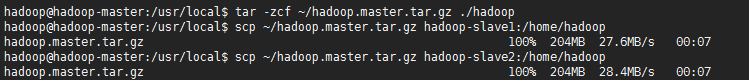 hadoop@hadoop-master:/usr/local$ tar -zcf ~/hadoop.master.tar.gz ./hadoop
hadoop@hadoop-master:/usr/local$ scp ~/hadoop.master.tar.gz hadoop-slave1:/home/hadoop
hadoop.master.tar.gz 100% 204MB 27.6MB/s 00:07
hadoop@hadoop-master:/usr/local$ scp ~/hadoop.master.tar.gz hadoop-slave2:/home/hadoop
hadoop.master.tar.gz 100% 204MB 28.4MB/s 00:07